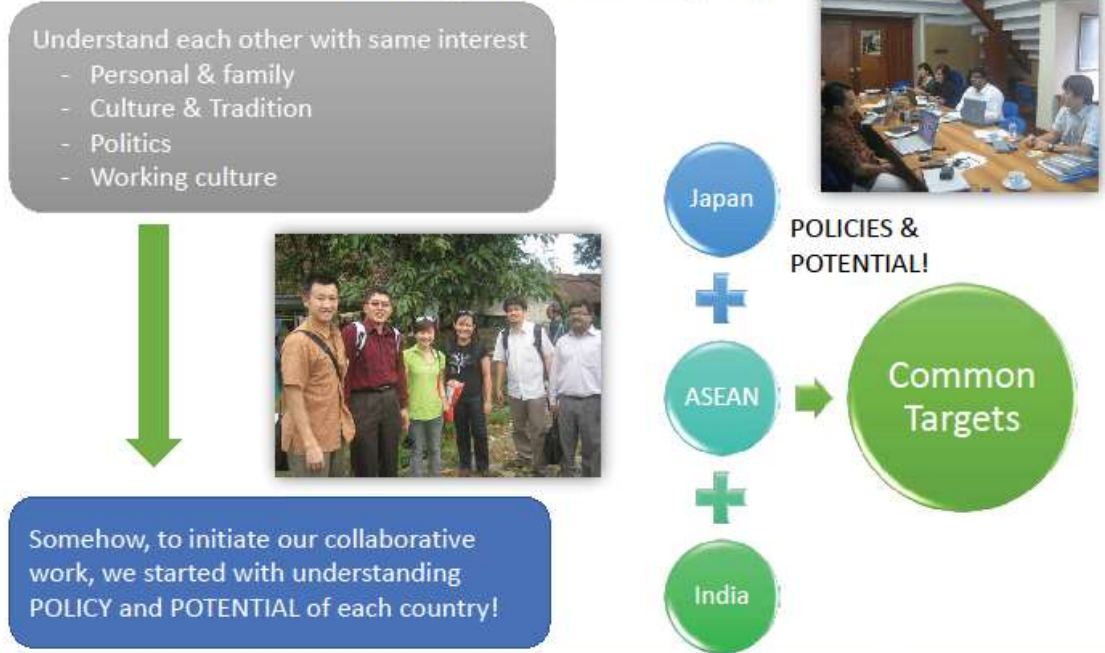 Understand each other with same interest
- Personal & family
- Culture & Tradition
- Politics
- Working culture
Somehow, to initiate our collaborative
work, we started with understanding
POLICY and POTENTIAL of each country!
Japan
POLICIES &
POTENTIAL!
ASEAN
Common
Targets
India